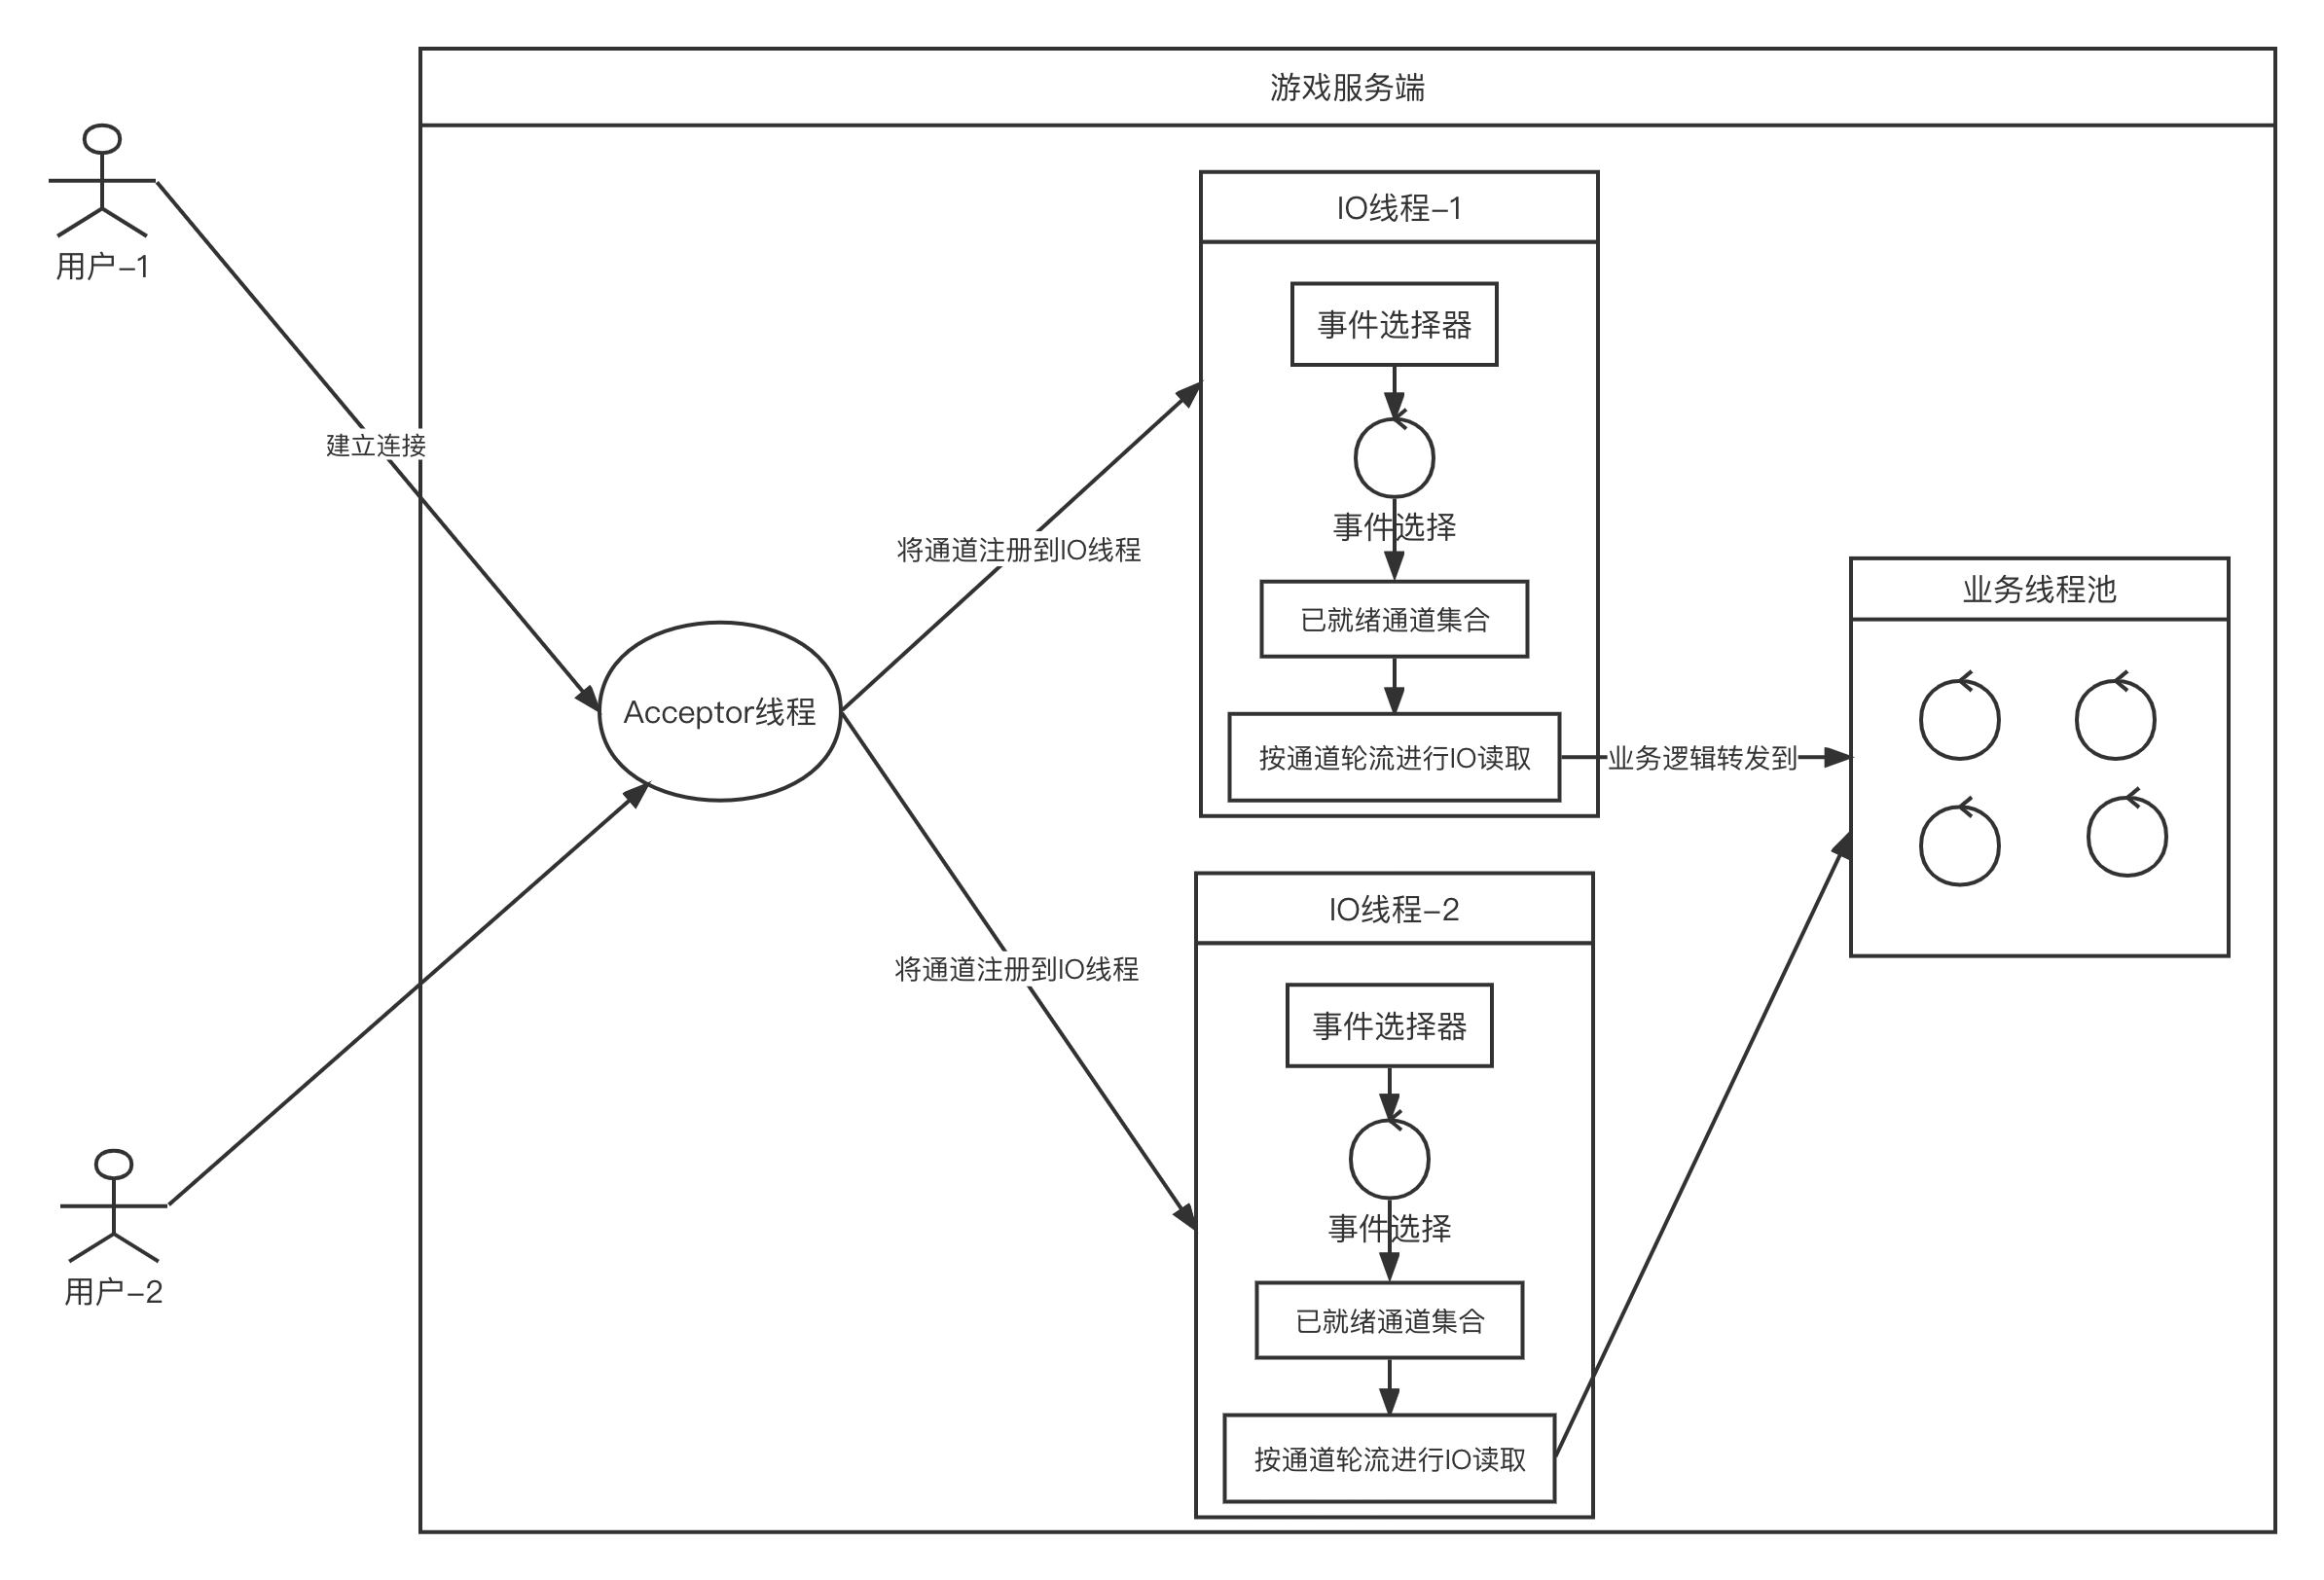 游戏服务端
用户-1
建立连接
Acceptor线程
将通道注册到IO线程
IO线程-1
事件选择器
事件选择
已就绪通道集合
按通道轮流进行IO读取
业务逻辑转发到
业务线程池
将通道注册到IO线程
IO线程-2
事件选择器
事件选择
已就绪通道集合
按通道轮流进行IO读取
用户-2